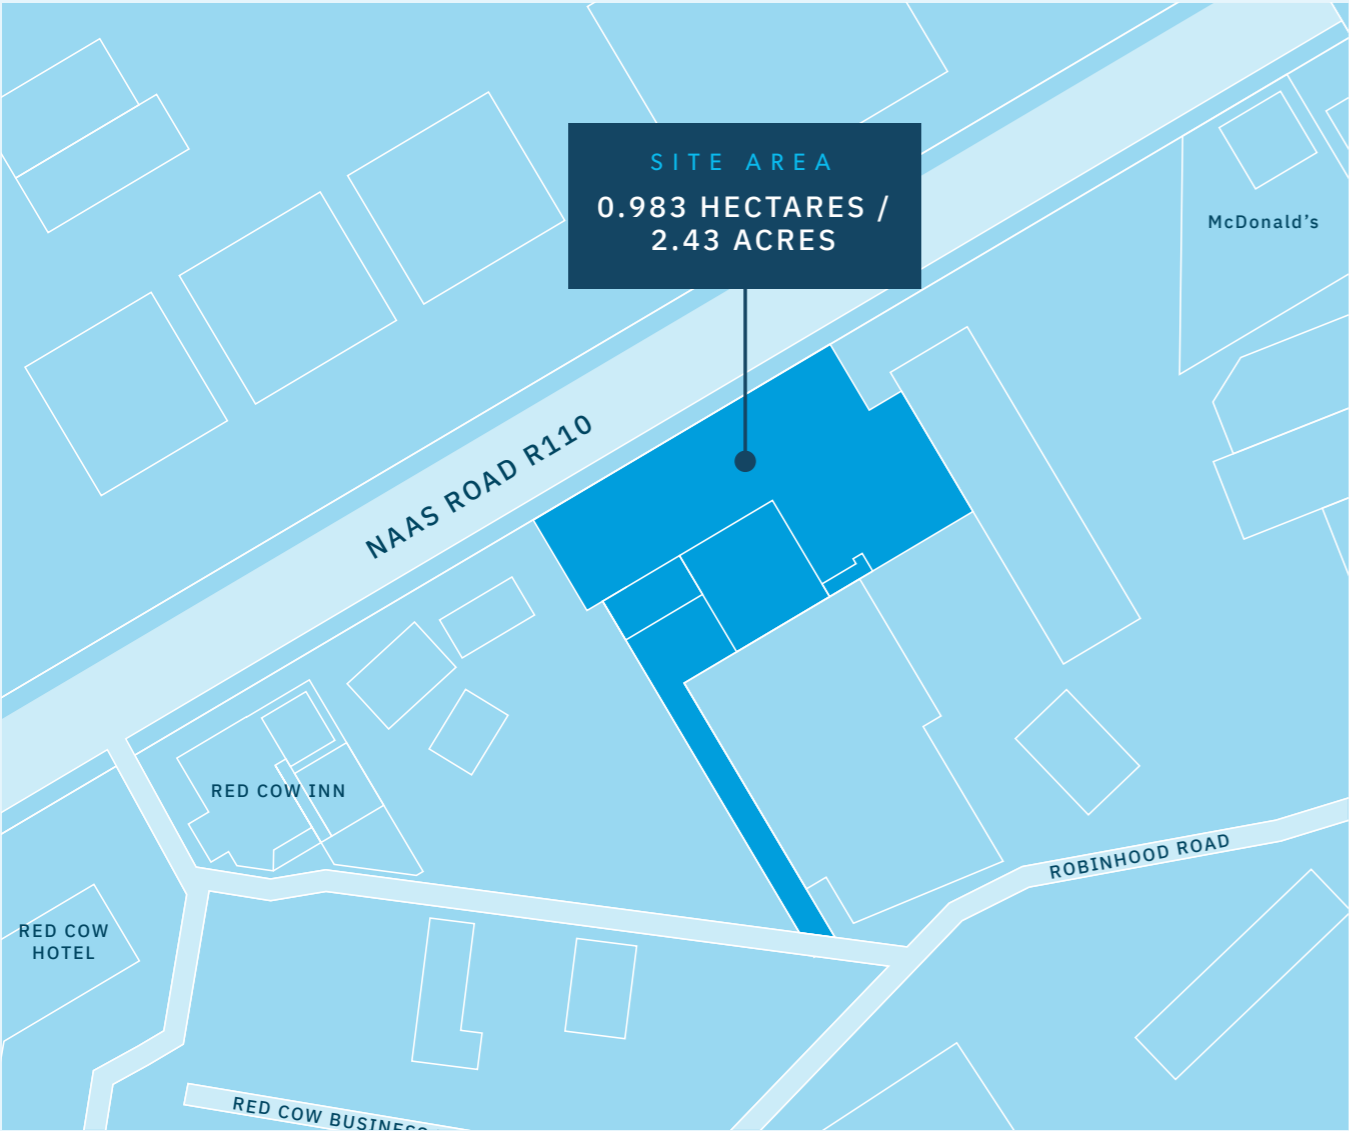 SITE AREA
0.983 HECTARES /
2.43 ACRES
McDonald’s
NAAS ROAD R110
RED COW INN
ROBINHOOD ROAD
RED COW
HOTEL
RED COW BUSINESS